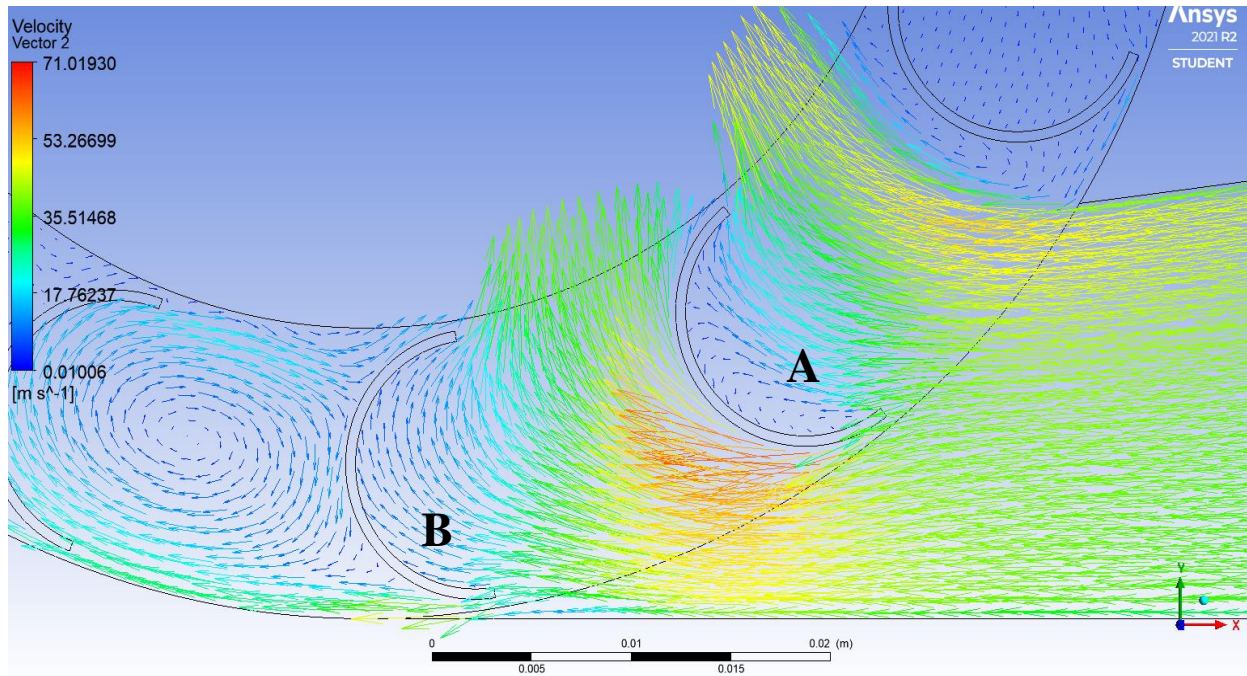 Velocity
Vector 2
71.01930
53.26699
35.51468
17.76237
0.01006
[m s^-1]
Ansys
2021 R2
STUDENT
A
B
Y
X
0
0.01
0.02 (m)
0.005
0.015